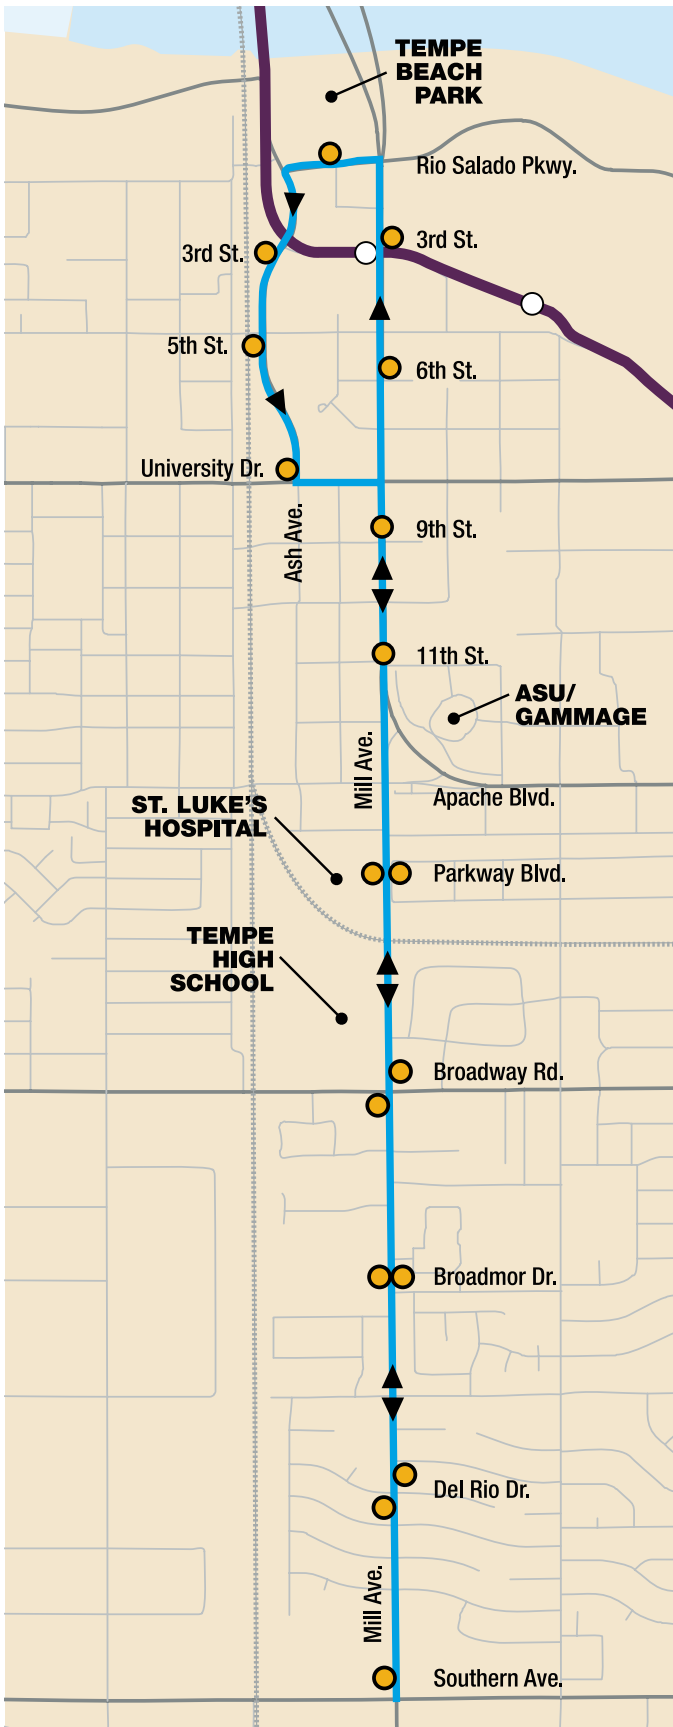 TEMPE
BEACH
PARK
Rio Salado Pkwy.
3rd St.
3rd St.
5th St.
6th St.
University Dr.
Ash Ave.
9th St.
11th St.
ASU/
GAMMAGE
Mill Ave.
Apache Blvd.
ST. LUKE'S
HOSPITAL
Parkway Blvd.
TEMPE
HIGH
SCHOOL
Broadway Rd.
Broadmor Dr.
Del Rio Dr.
Mill Ave.
Southern Ave.